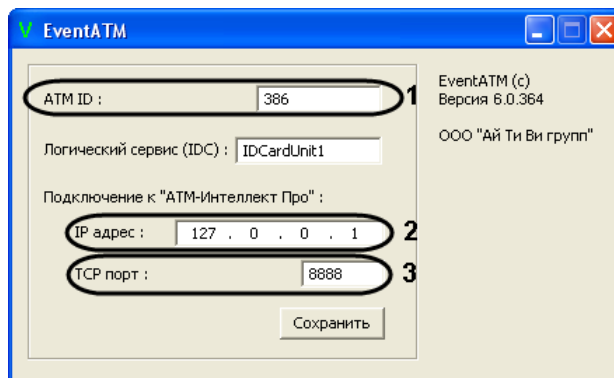 EventATM
ATM ID : 386 1
EventATM (c)
Версия 6.0.364
ООО "Ай Ти Ви групп"
Логический сервис (IDC) : IDCardUnit1
Подключение к "АТМ-Интеллект Про" :
IP адрес : 127 . 0 . 0 . 1 2
TCP порт : 8888 3
Сохранить